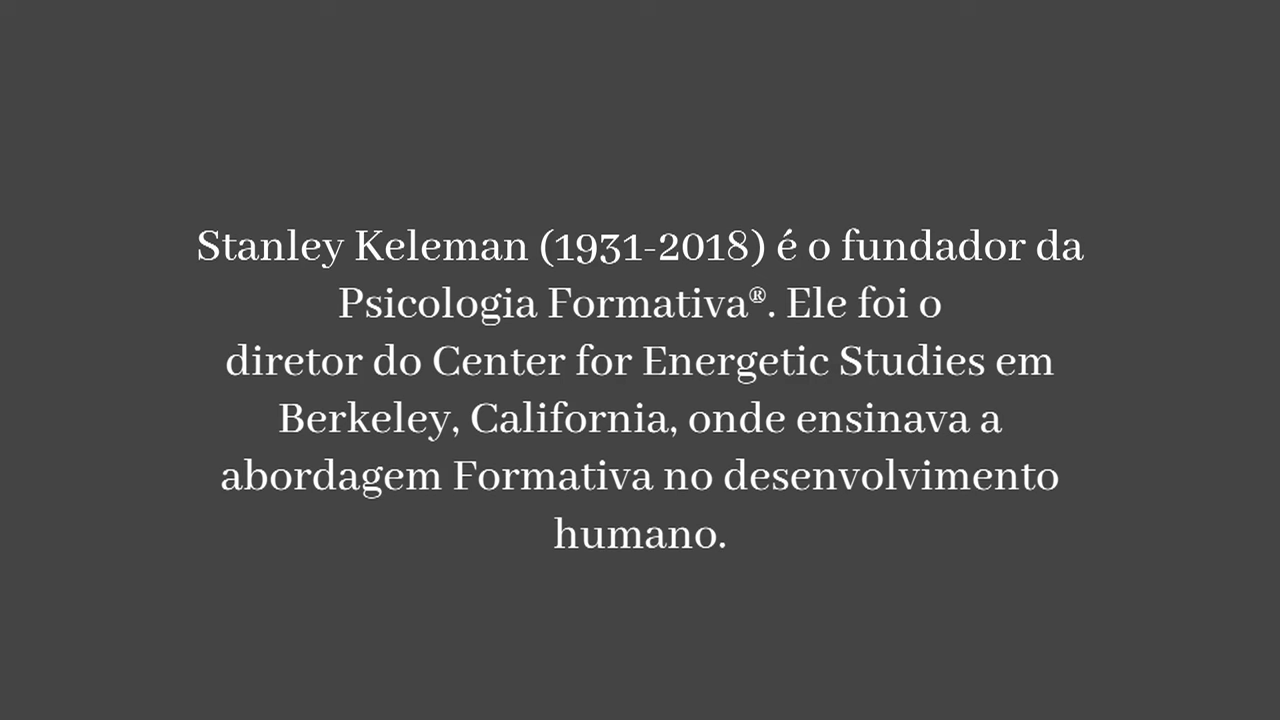 Stanley Keleman (1931-2018) é o fundador da
Psicologia Formativa®. Ele foi o
diretor do Center for Energetic Studies em
Berkeley, California, onde ensinava a
abordagem Formativa no desenvolvimento
humano.